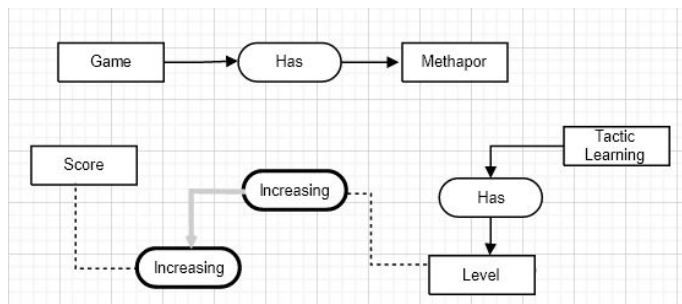 Game
Has
Methapor
Tactic
Learning
Score
Increasing
Has
Increasing
Level